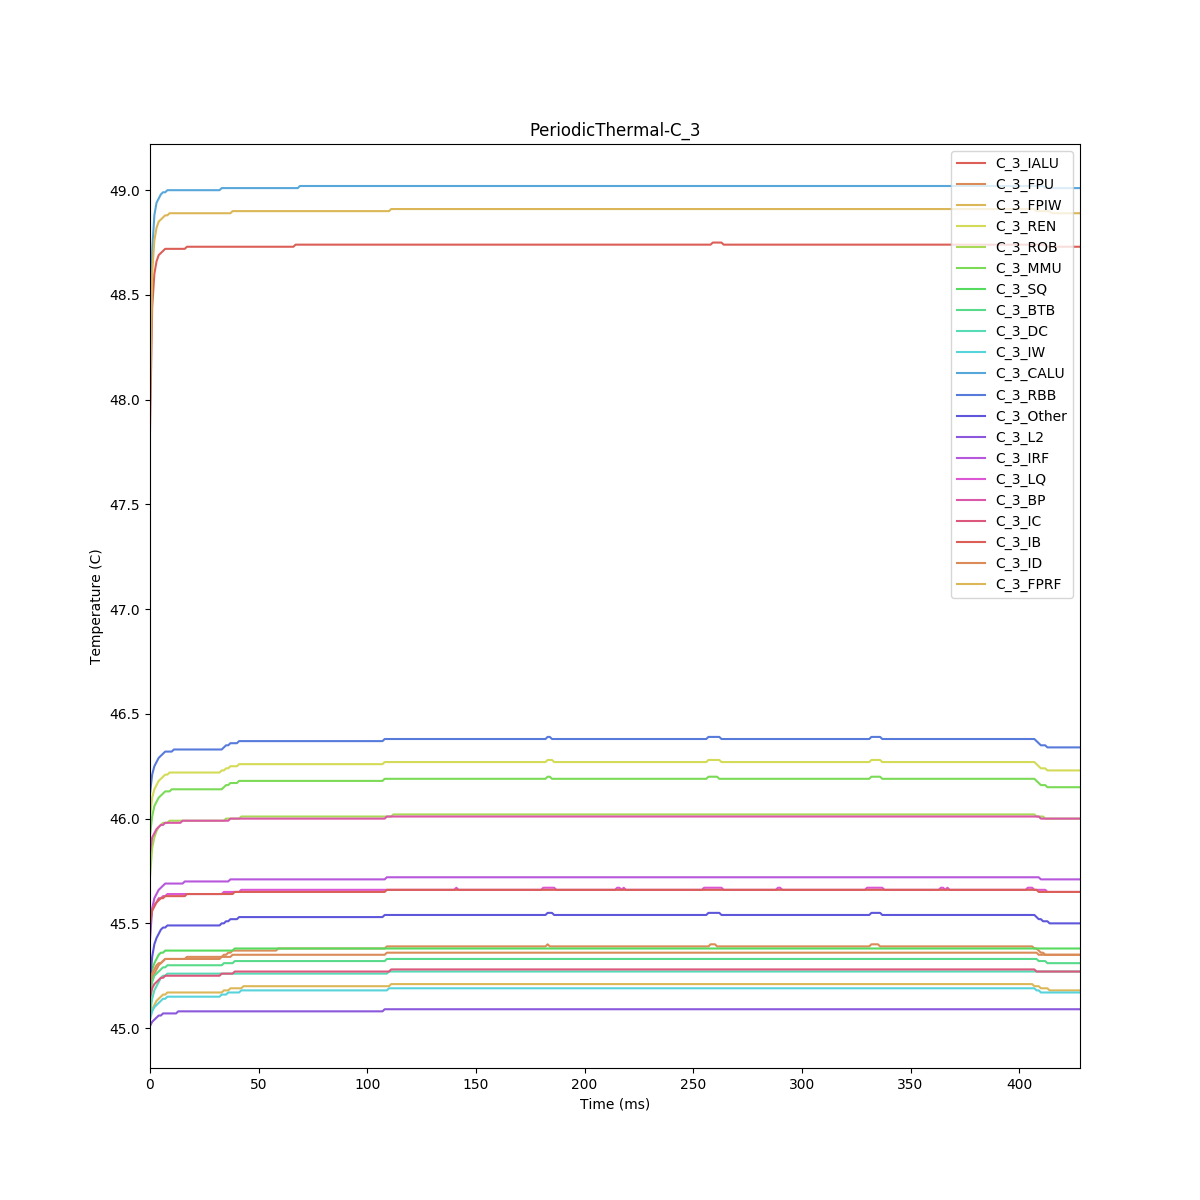 PeriodicThermal-C_3
49.0
48.5
48.0
47.5
47.0
46.5
46.0
45.5
45.0
Temperature (C)
0
50
100
150
200
250
300
350
400
Time (ms)
C_3_IALU
C_3_FPU
C_3_FPIW
C_3_REN
C_3_ROB
C_3_MMU
C_3_SQ
C_3_BTB
C_3_DC
C_3_IW
C_3_CALU
C_3_RBB
C_3_Other
C_3_L2
C_3_IRF
C_3_LQ
C_3_BP
C_3_IC
C_3_IB
C_3_ID
C_3_FPRF